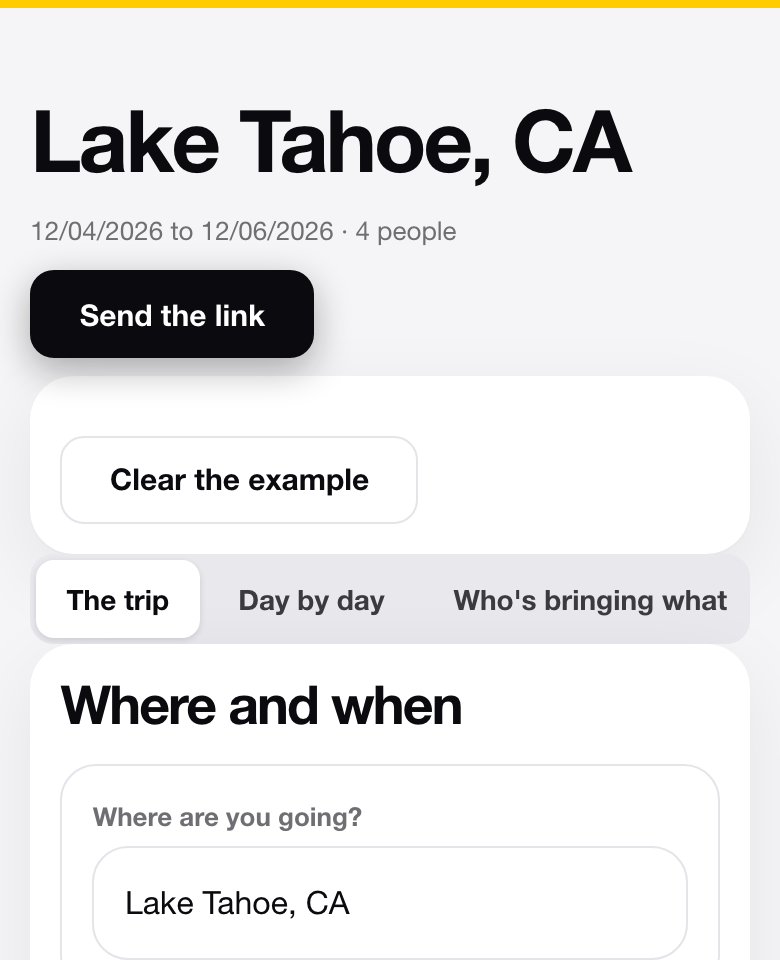 Lake Tahoe, CA
12/04/2026 to 12/06/2026 · 4 people
Send the link
Clear the example
The trip Day by day Who's bringing what
Where and when
Where are you going?
Lake Tahoe, CA